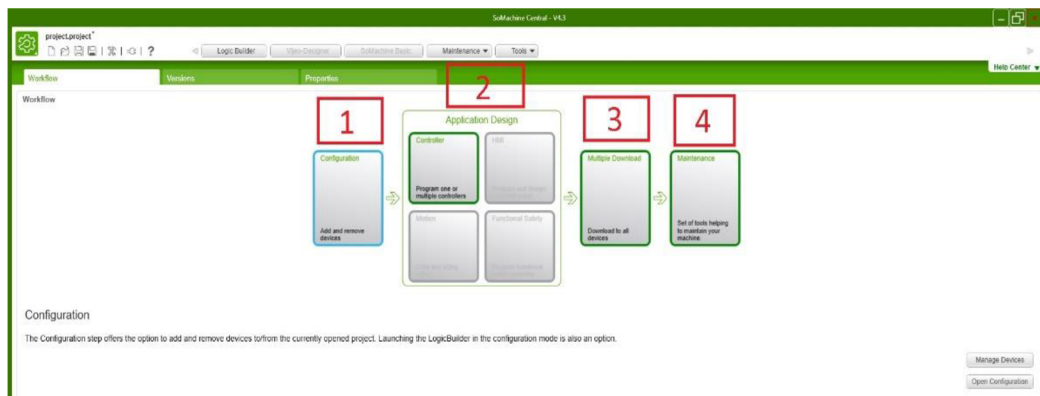 SoMachine Central - V4.3
project.project*
Logic Builder
Vijeo-Designer
SoMachine Basic
Maintenance
Tools
Help Center
Workflow
Versions
Properties
Workflow
1
2
3
4
Application Design
Configuration
Add and remove
devices
Controller
Program one or
multiple controllers
HMI
Motion
Functional Safety
Multiple Download
Download to all
devices
Maintenance
Set of tools helping
to maintain your
machine
Configuration
The Configuration step offers the option to add and remove devices to/from the currently opened project. Launching the LogicBuilder in the configuration mode is also an option.
Manage Devices
Open Configuration